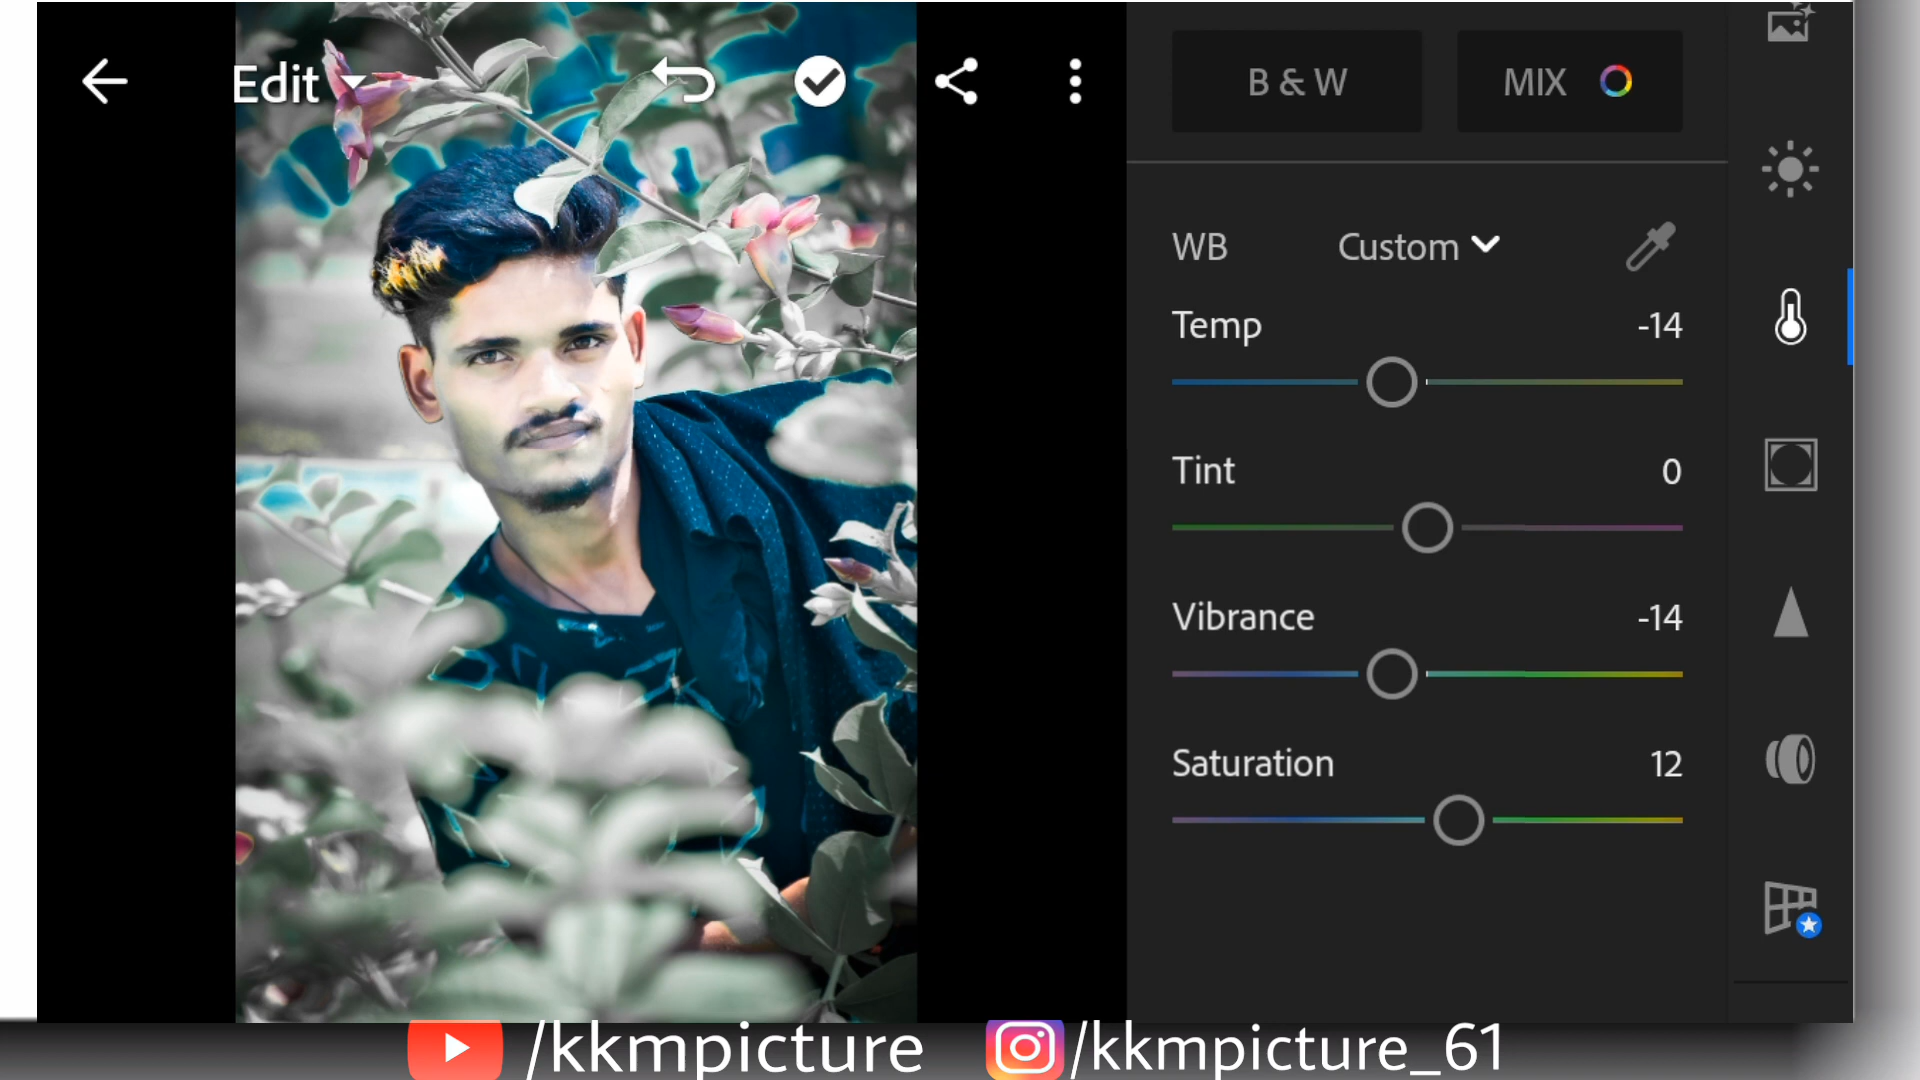 Edit
B & W
MIX
WB
Custom
Temp
-14
Tint
0
Vibrance
-14
Saturation
12
/kkmpicture
/kkmpicture_61